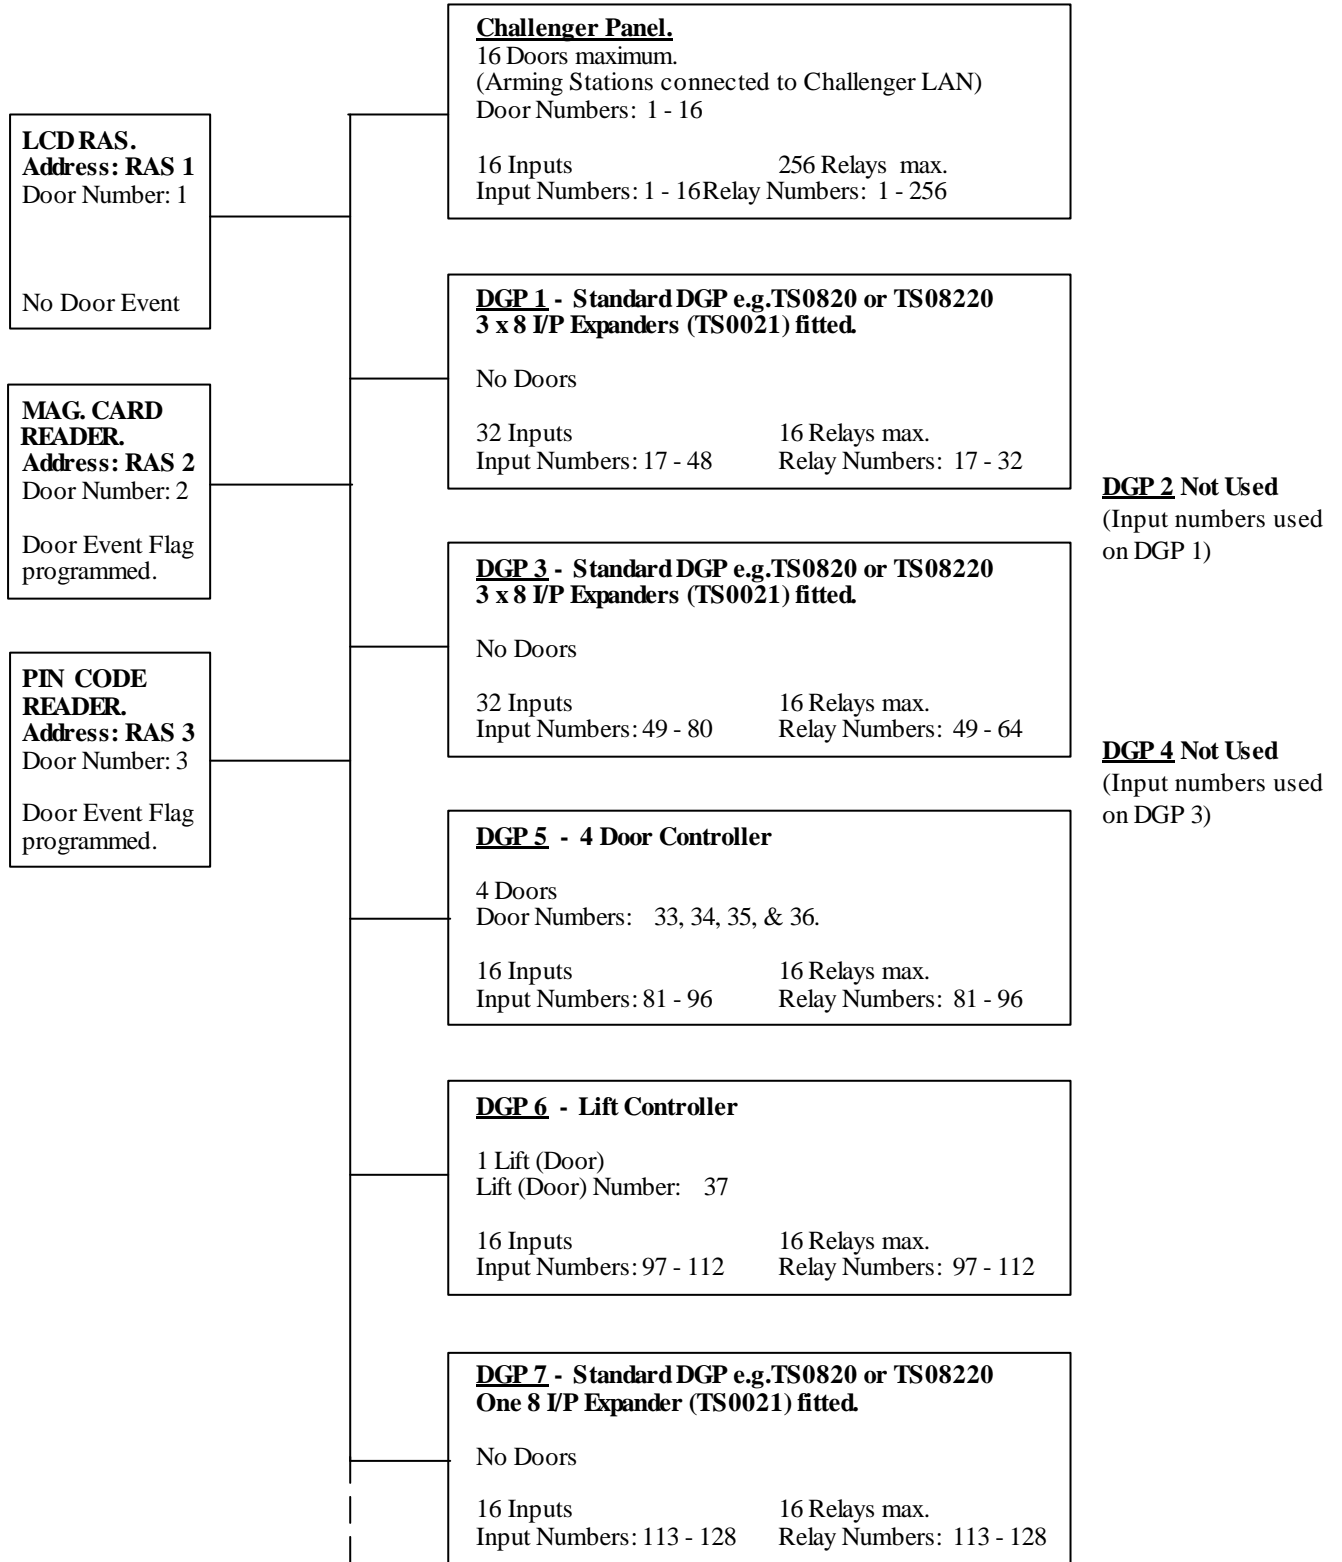 Challenger Panel.
16 Doors maximum.
(Arming Stations connected to Challenger LAN)
Door Numbers: 1 - 16
16 Inputs 256 Relays max.
Input Numbers: 1 - 16Relay Numbers: 1 - 256
LCD RAS.
Address: RAS 1
Door Number: 1
No Door Event
DGP 1 - Standard DGP e.g.TS0820 or TS08220
3 x 8 I/P Expanders (TS0021) fitted.
No Doors
32 Inputs 16 Relays max.
Input Numbers: 17 - 48 Relay Numbers: 17 - 32
MAG. CARD
READER.
Address: RAS 2
Door Number: 2
Door Event Flag
programmed.
DGP 2 Not Used
(Input numbers used
on DGP 1)
DGP 3 - Standard DGP e.g.TS0820 or TS08220
3 x 8 I/P Expanders (TS0021) fitted.
No Doors
32 Inputs 16 Relays max.
Input Numbers: 49 - 80 Relay Numbers: 49 - 64
PIN CODE
READER.
Address: RAS 3
Door Number: 3
Door Event Flag
programmed.
DGP 4 Not Used
(Input numbers used
on DGP 3)
DGP 5 - 4 Door Controller
4 Doors
Door Numbers: 33, 34, 35, & 36.
16 Inputs 16 Relays max.
Input Numbers: 81 - 96 Relay Numbers: 81 - 96
DGP 6 - Lift Controller
1 Lift (Door)
Lift (Door) Number: 37
16 Inputs 16 Relays max.
Input Numbers: 97 - 112 Relay Numbers: 97 - 112
DGP 7 - Standard DGP e.g.TS0820 or TS08220
One 8 I/P Expander (TS0021) fitted.
No Doors
16 Inputs 16 Relays max.
Input Numbers: 113 - 128 Relay Numbers: 113 - 128